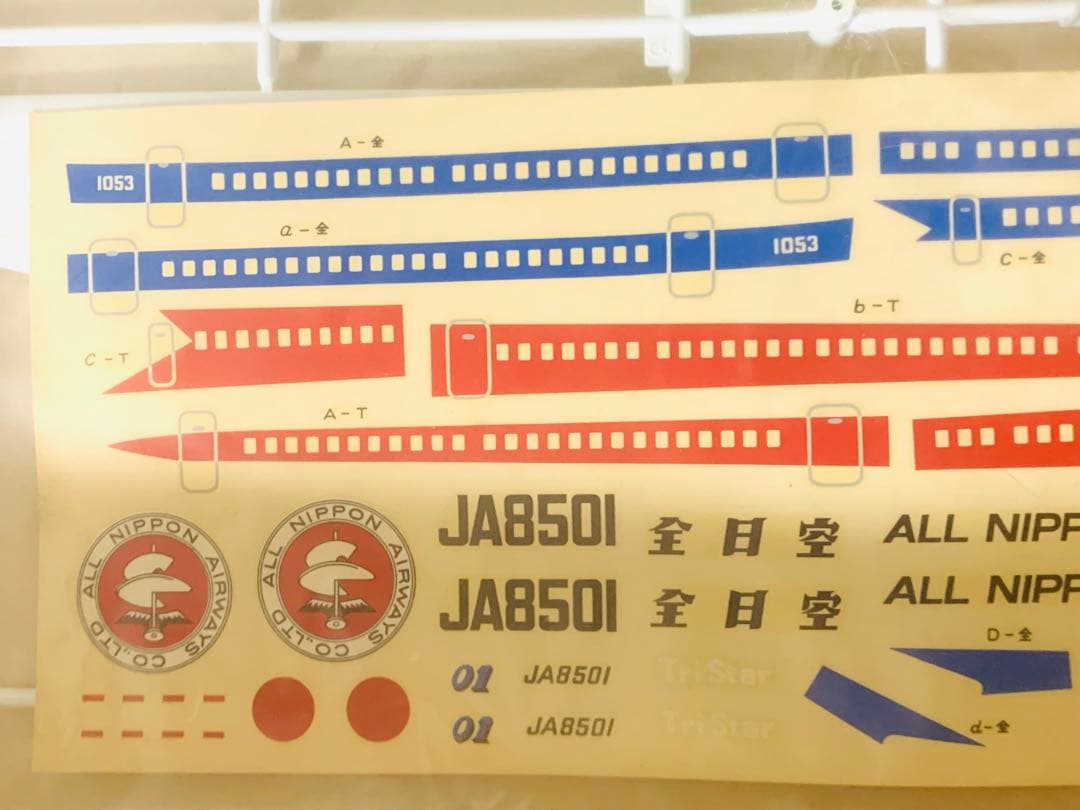 A-全
1053
a-全
1053
C-全
b-T
C-T
A-T
ALL NIPPON AIRWAYS CO.,LTD
ALL NIPPON AIRWAYS CO.,LTD
JA8501
全日空
ALL NIPP
JA8501
全日空
ALL NIPP
D-全
01
JA8501
TriStar
01
JA8501
TriStar
d-全